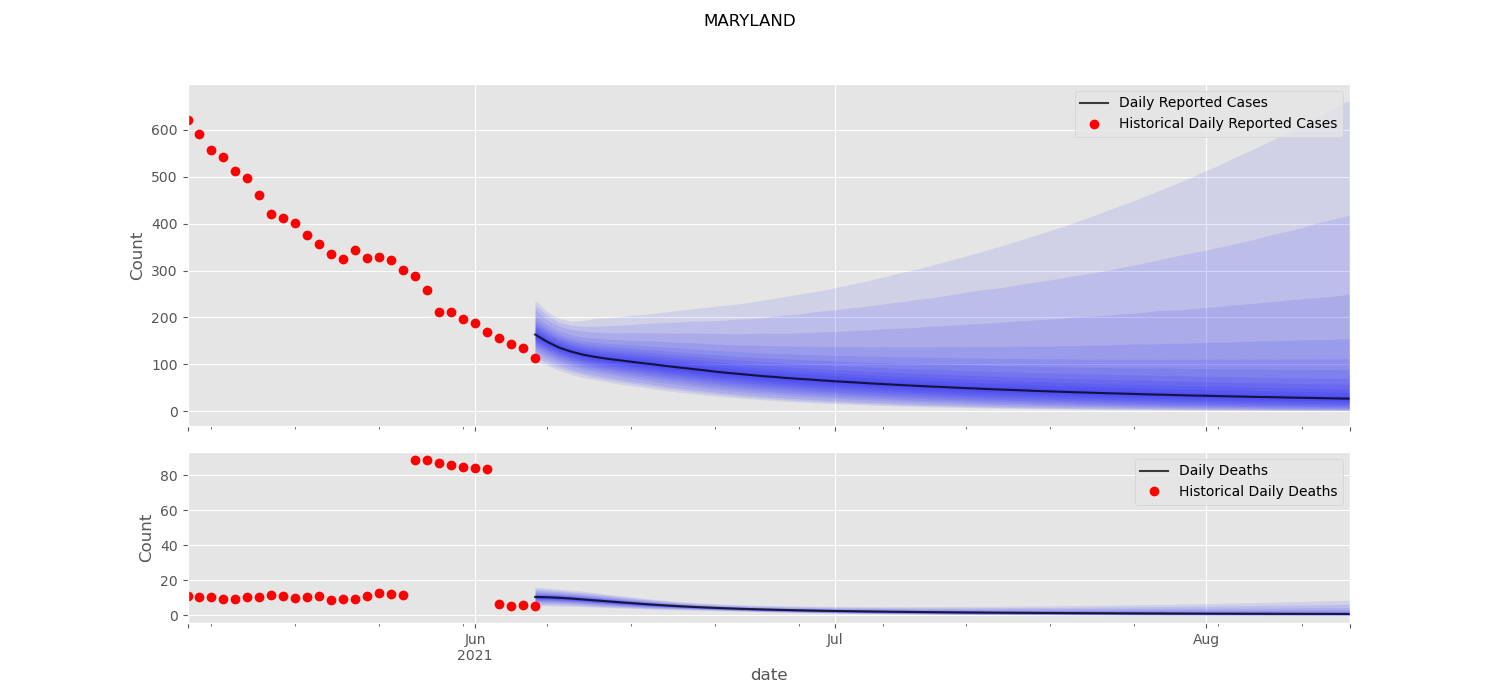 MARYLAND
Daily Reported Cases
Historical Daily Reported Cases
600
500
400
300
200
100
0
Count
Daily Deaths
Historical Daily Deaths
80
60
40
20
0
Count
Jun
2021
Jul
Aug
date